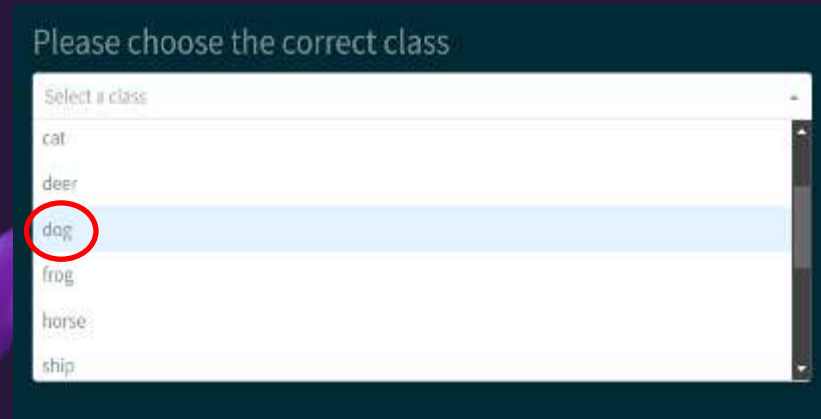 Please choose the correct class
Select a class
cat
deer
dog
frog
horse
ship